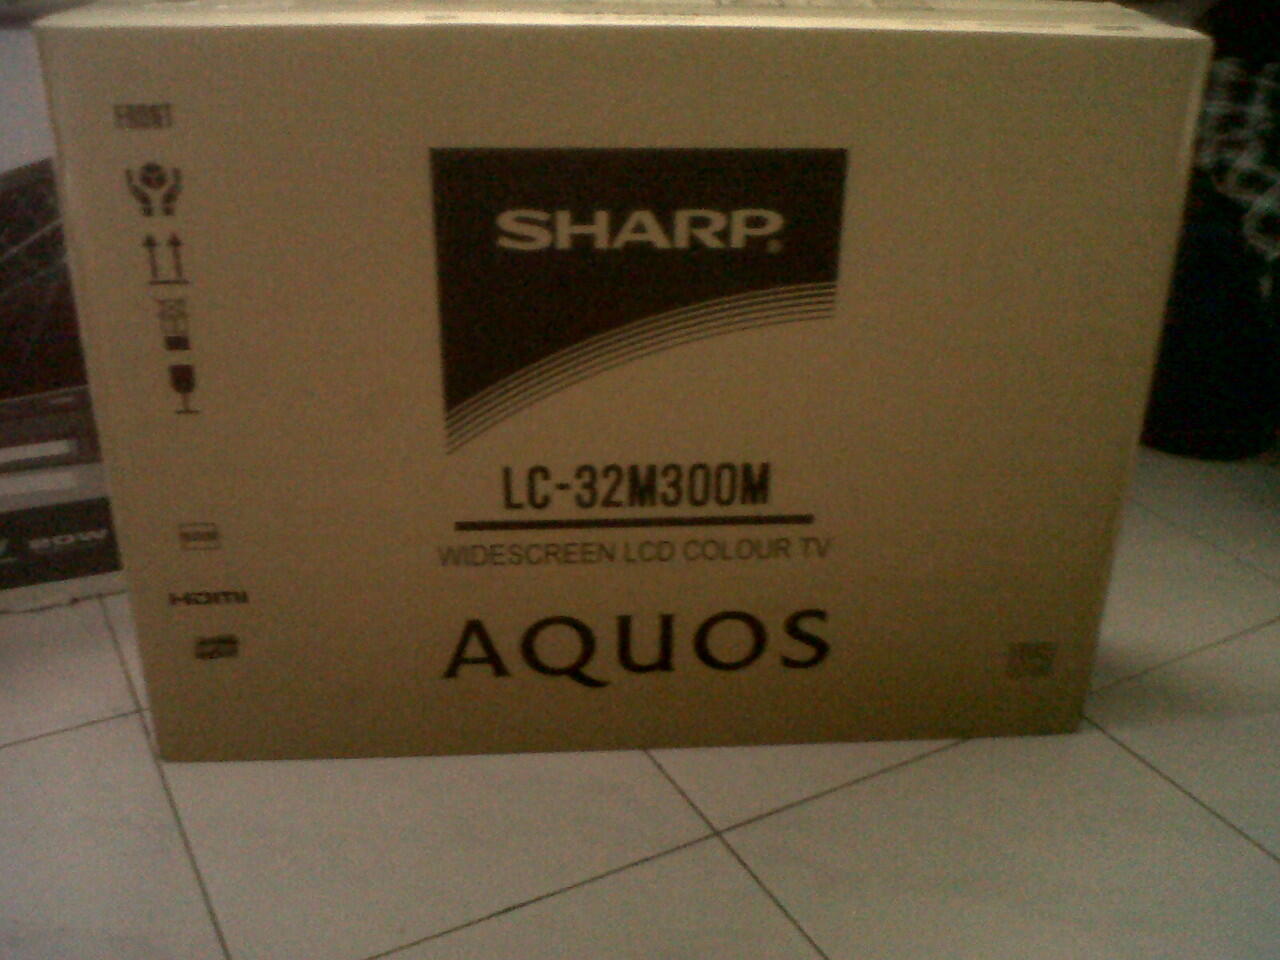 FRONT
SHARP
LC-32M300M
WIDESCREEN LCD COLOUR TV
HDMI
AQUOS